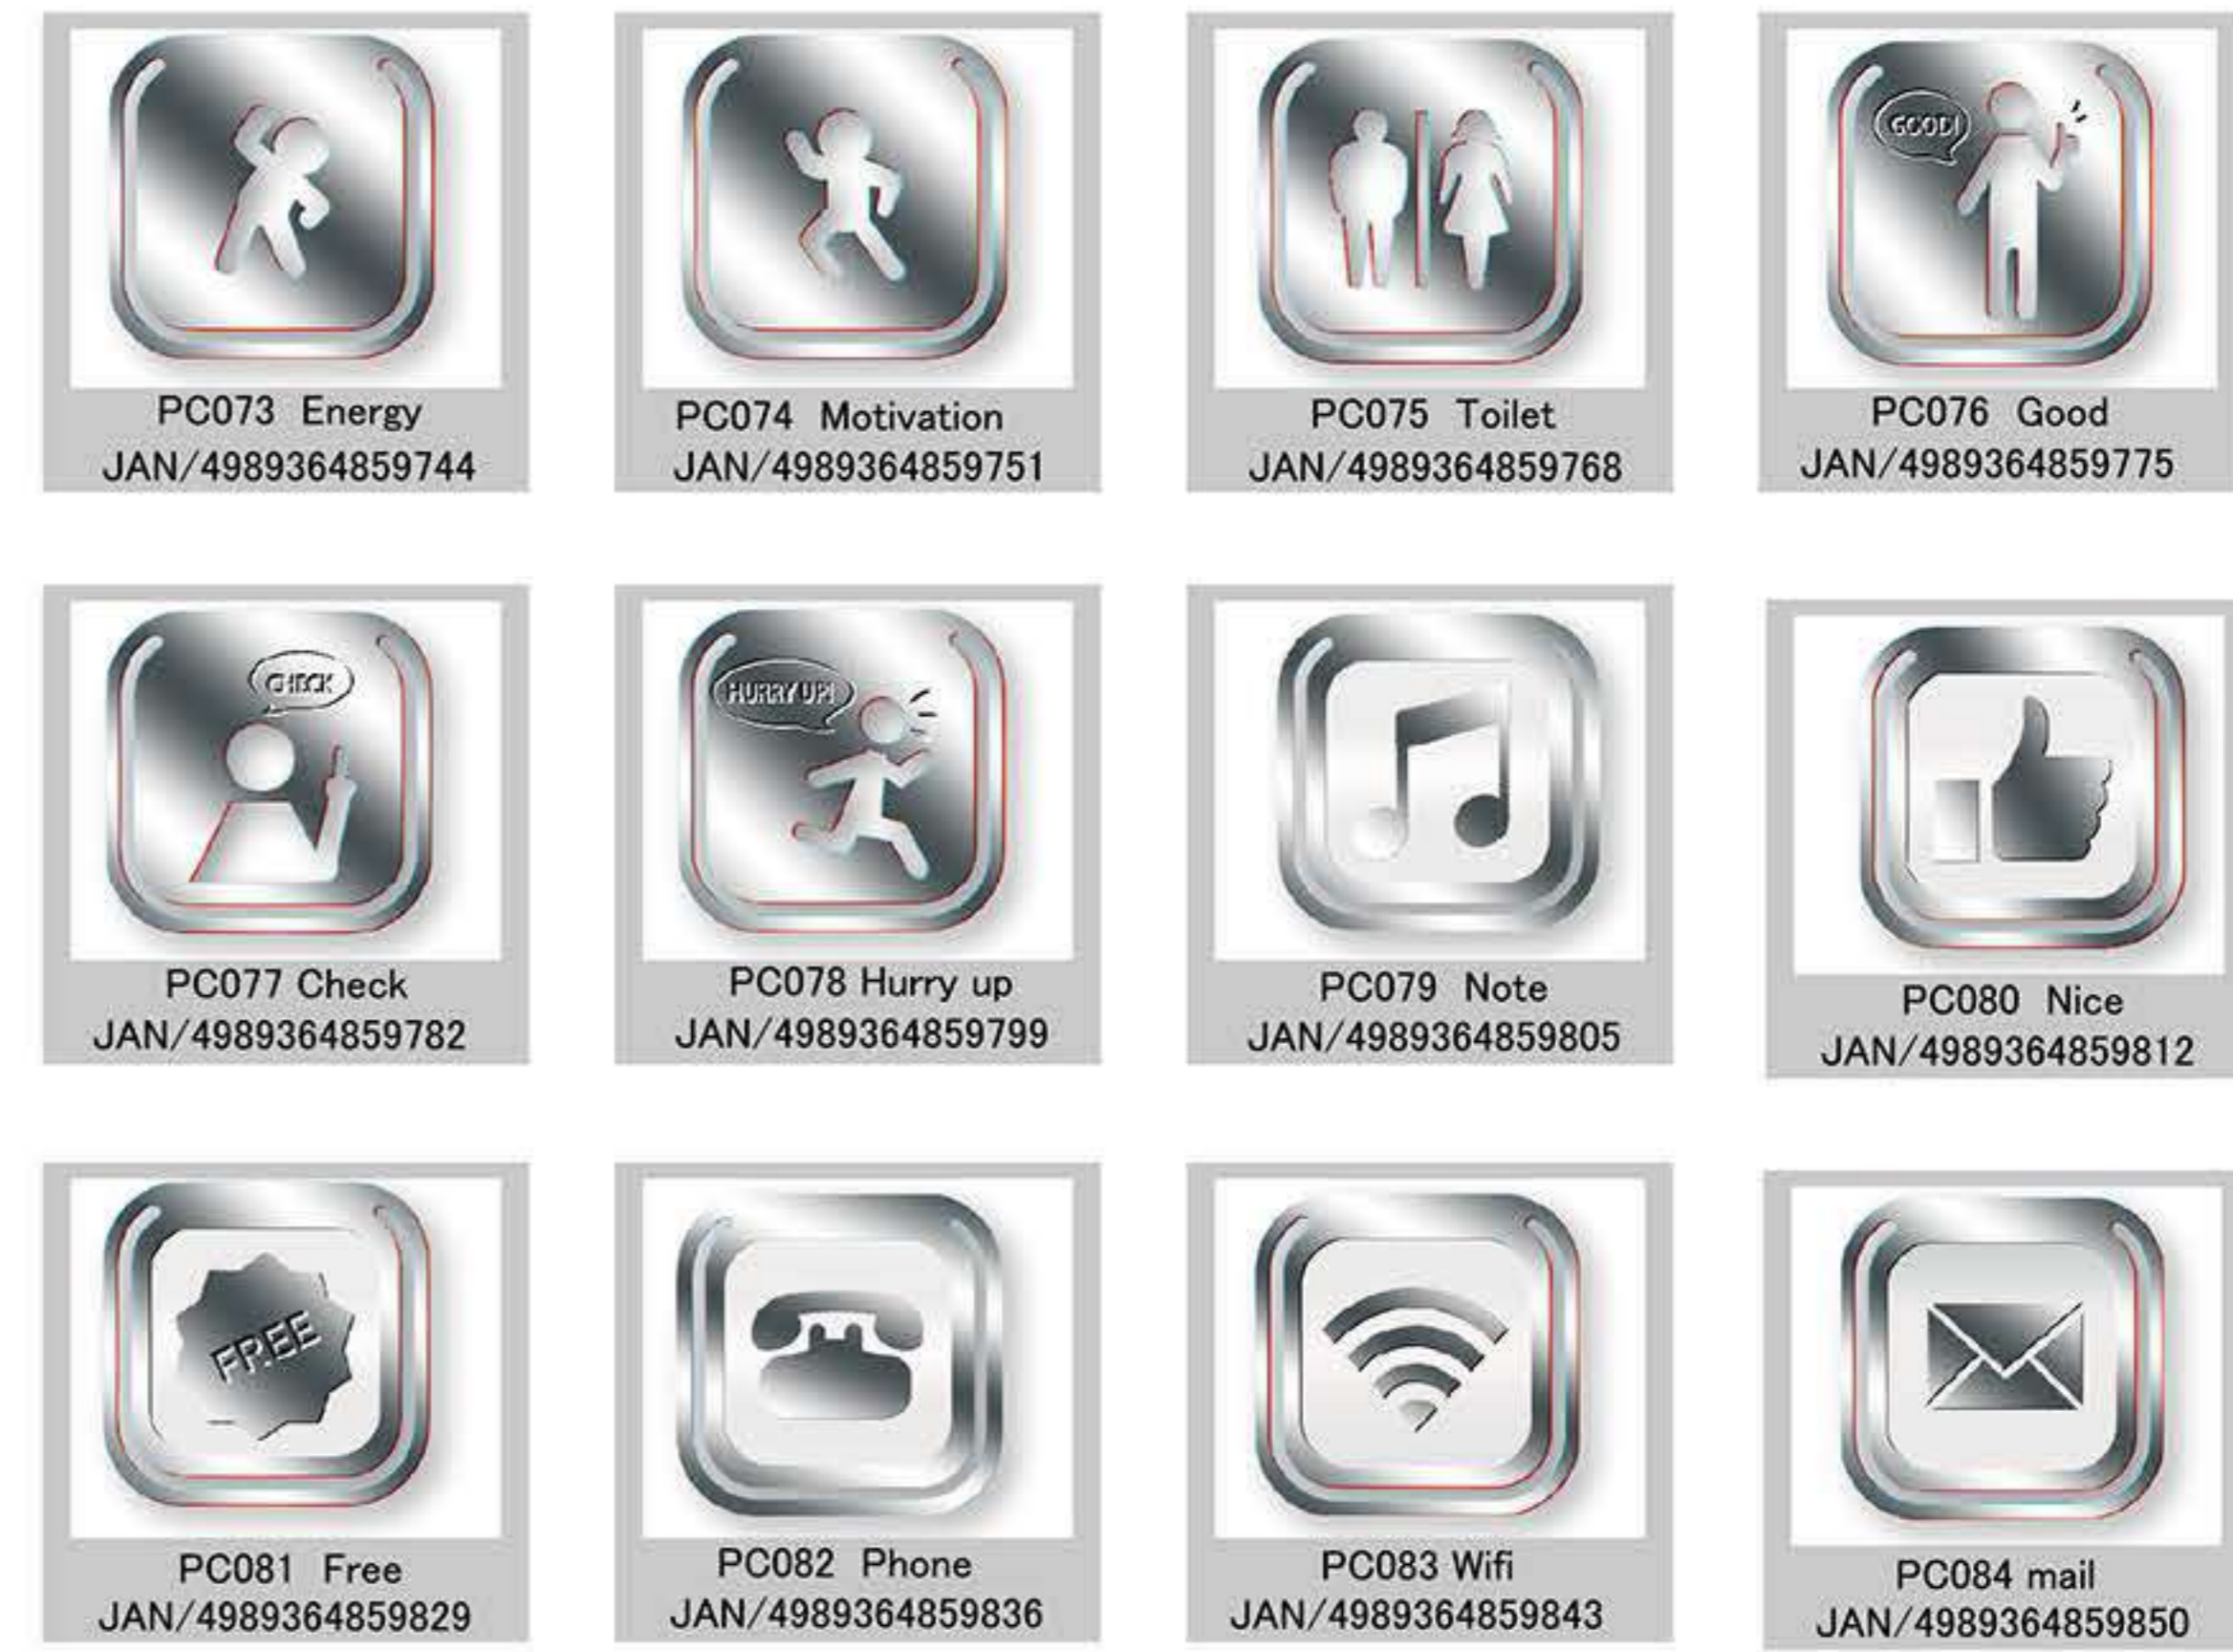 GOOD!
PC073 Energy
JAN/4989364859744
PC074 Motivation
JAN/4989364859751
PC075 Toilet
JAN/4989364859768
PC076 Good
JAN/4989364859775
CHECK
HURRY UP!
PC077 Check
JAN/4989364859782
PC078 Hurry up
JAN/4989364859799
PC079 Note
JAN/4989364859805
PC080 Nice
JAN/4989364859812
FREE
PC081 Free
JAN/4989364859829
PC082 Phone
JAN/4989364859836
PC083 Wifi
JAN/4989364859843
PC084 mail
JAN/4989364859850